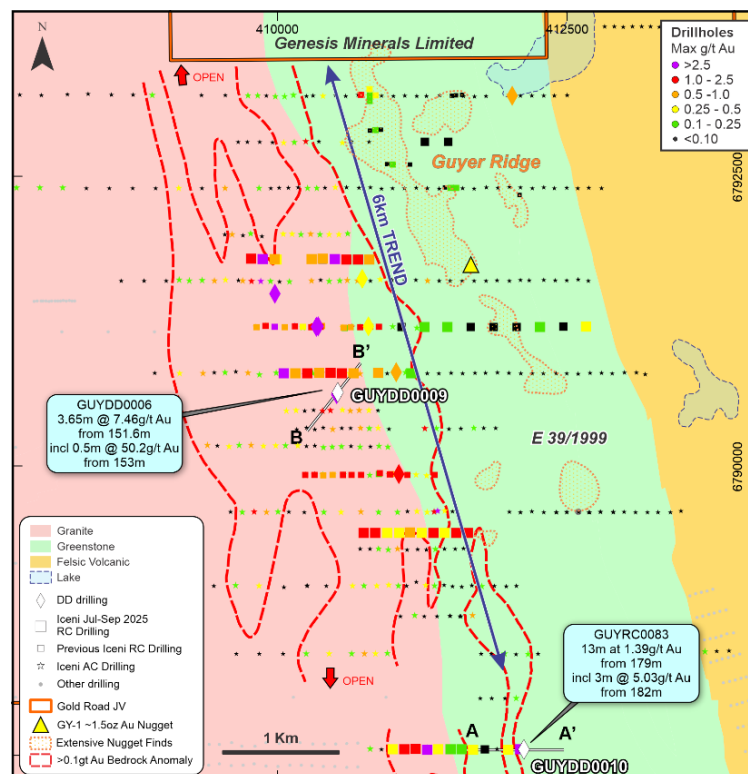 410000
412500
Genesis Minerals Limited
N
OPEN
Drillholes
Max g/t Au
>2.5
1.0 - 2.5
0.5 -1.0
0.25 - 0.5
0.1 - 0.25
<0.10
Guyer Ridge
6792500
6km TREND
B'
GUYDD0006
3.65m @ 7.46g/t Au
from 151.6m
incl 0.5m @ 50.2g/t Au
from 153m
GUYDD0009
B
E 39/1999
6790000
Granite
Greenstone
Felsic Volcanic
Lake
DD drilling
Iceni Jul-Sep 2025
RC Drilling
Previous Iceni RC Drilling
Iceni AC Drilling
Other drilling
Gold Road JV
GY-1 ~1.5oz Au Nugget
Extensive Nugget Finds
>0.1gt Au Bedrock Anomaly
OPEN
1 Km
GUYRC0083
13m at 1.39g/t Au
from 179m
incl 3m @ 5.03g/t Au
from 182m
A
A'
GUYDD0010